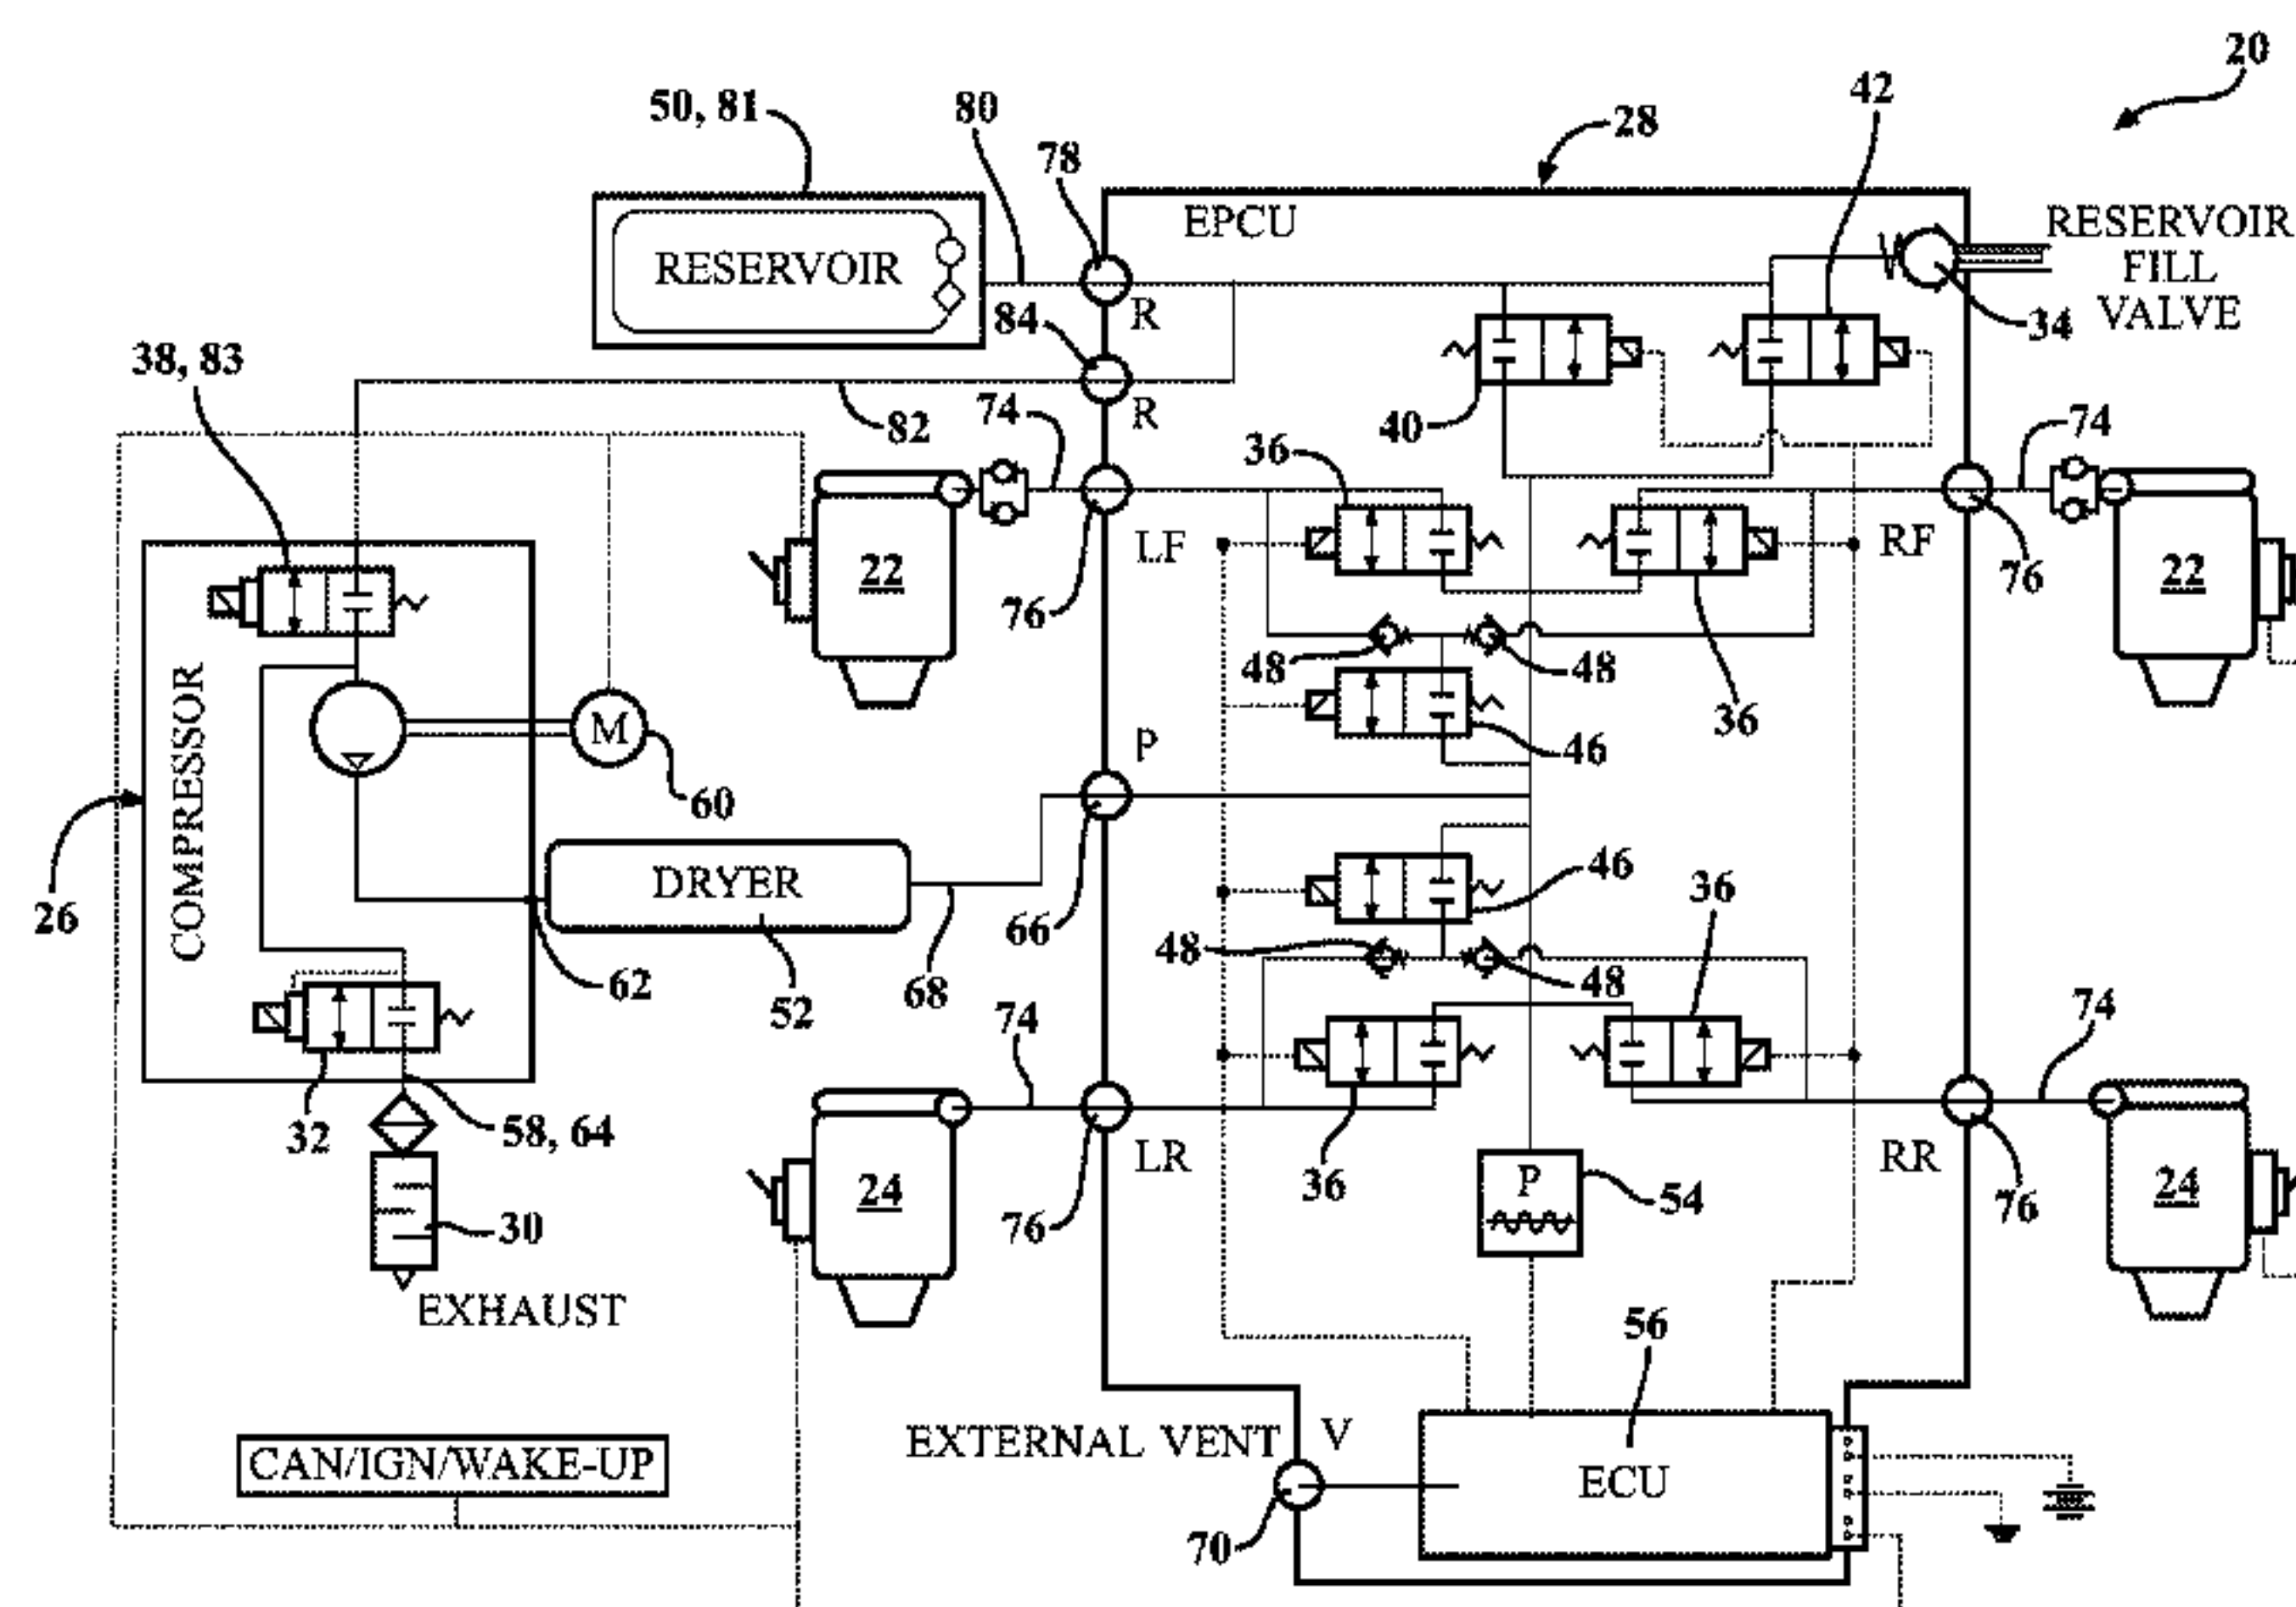 20
50, 81
80
42
28
78
EPCU
RESERVOIR
FILL
VALVE
RESERVOIR
R
84
34
38, 83
R
74
82
40
74
36
LF
RF
22
76
76
22
48
48
36
COMPRESSOR
M
P
46
60
DRYER
46
36
26
66
48
62
68
48
52
74
74
32
58, 64
LR
36
P
RR
54
24
30
76
76
24
EXHAUST
56
EXTERNAL VENT
V
CAN/IGN/WAKE-UP
ECU
70